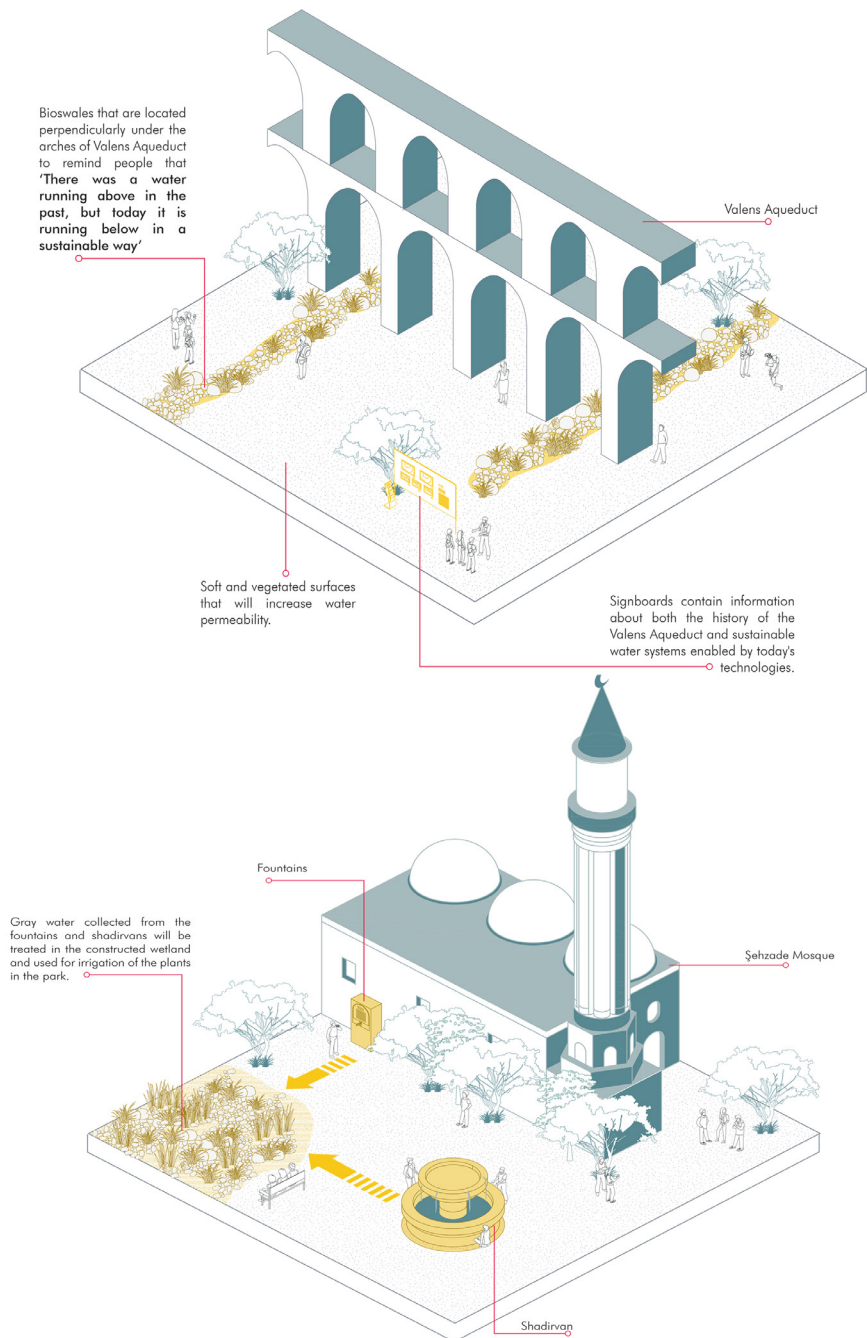 Bioswales that are located
perpendicularly under the
arches of Valens Aqueduct
to remind people that
‘There was a water
running above in the
past, but today it is
running below in a
sustainable way‘
Valens Aqueduct
Soft and vegetated surfaces
that will increase water
permeability.
Signboards contain information
about both the history of the
Valens Aqueduct and sustainable
water systems enabled by today's
technologies.
Fountains
Gray water collected from the
fountains and shadirvans will be
treated in the constructed wetland
and used for irrigation of the plants
in the park.
Şehzade Mosque
Shadirvan